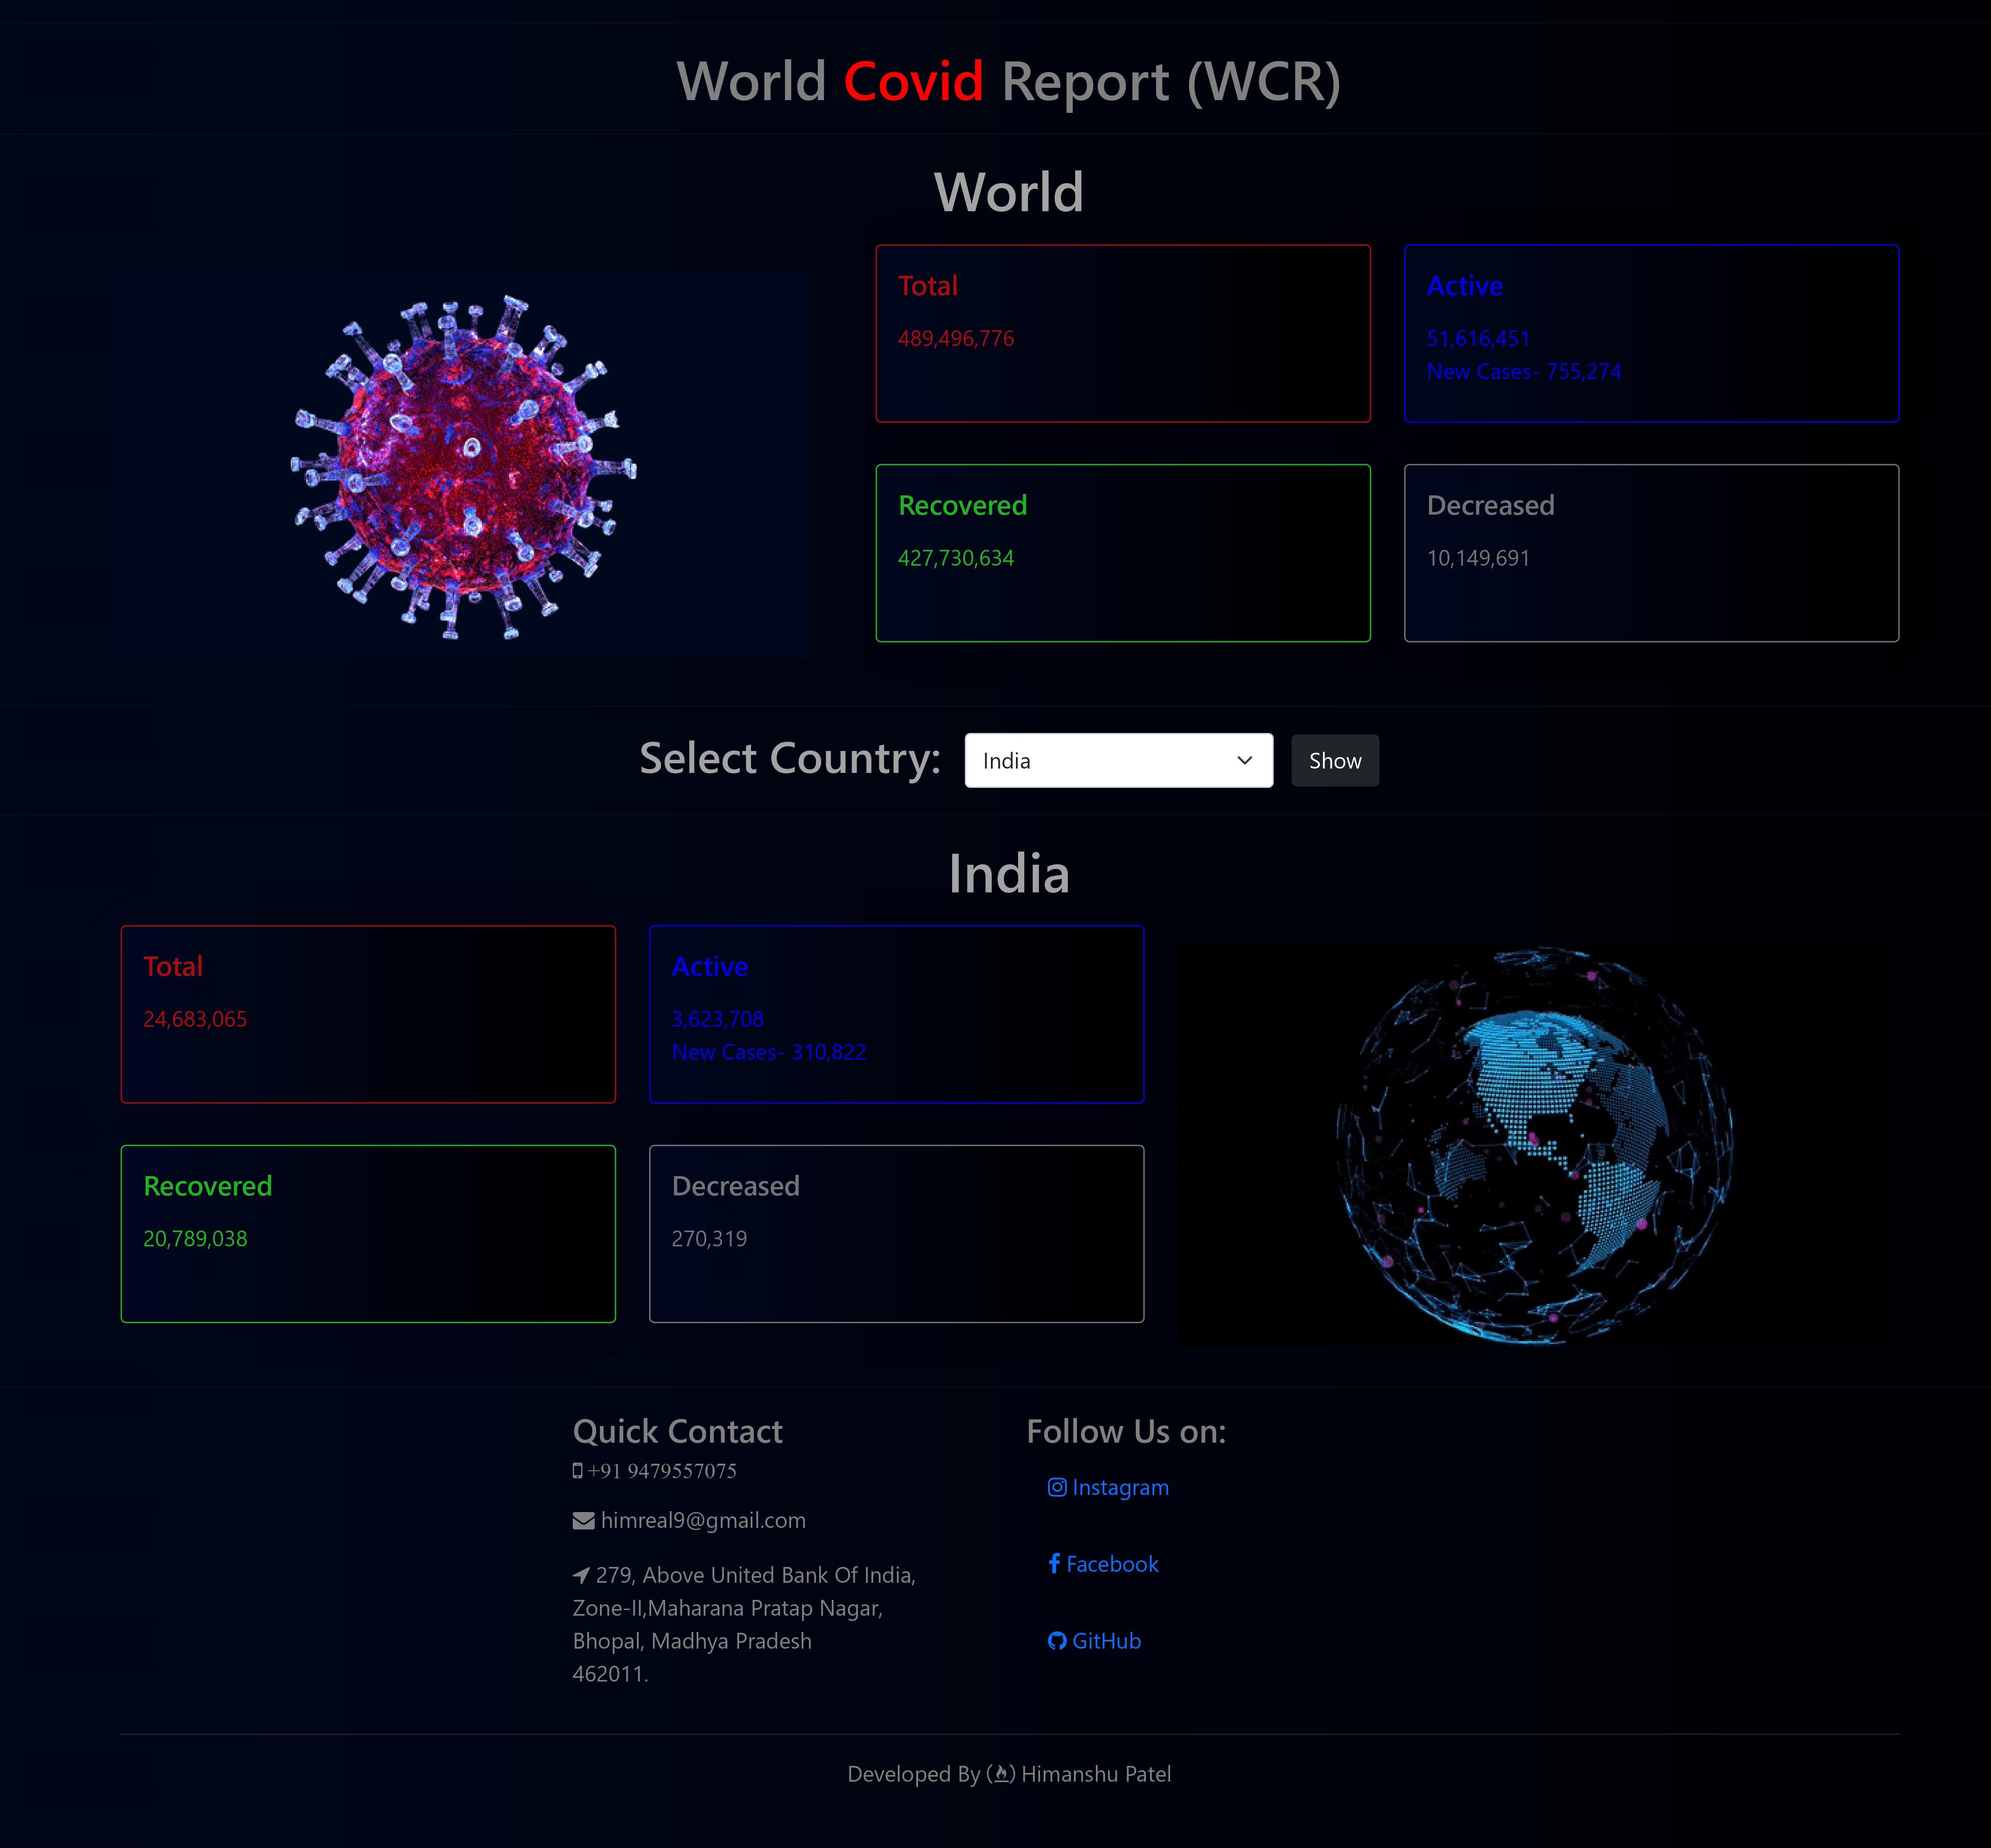 World Covid Report (WCR)
World
Total
489,496,776
Active
51,616,451
New Cases- 755,274
Recovered
427,730,634
Decreased
10,149,691
Select Country:
India
Show
India
Total
24,683,065
Active
3,623,708
New Cases- 310,822
Recovered
20,789,038
Decreased
270,319
Quick Contact
+91 9479557075
himreal9@gmail.com
279, Above United Bank Of India,
Zone-II,Maharana Pratap Nagar,
Bhopal, Madhya Pradesh
462011.
Follow Us on:
Instagram
Facebook
GitHub
Developed By () Himanshu Patel